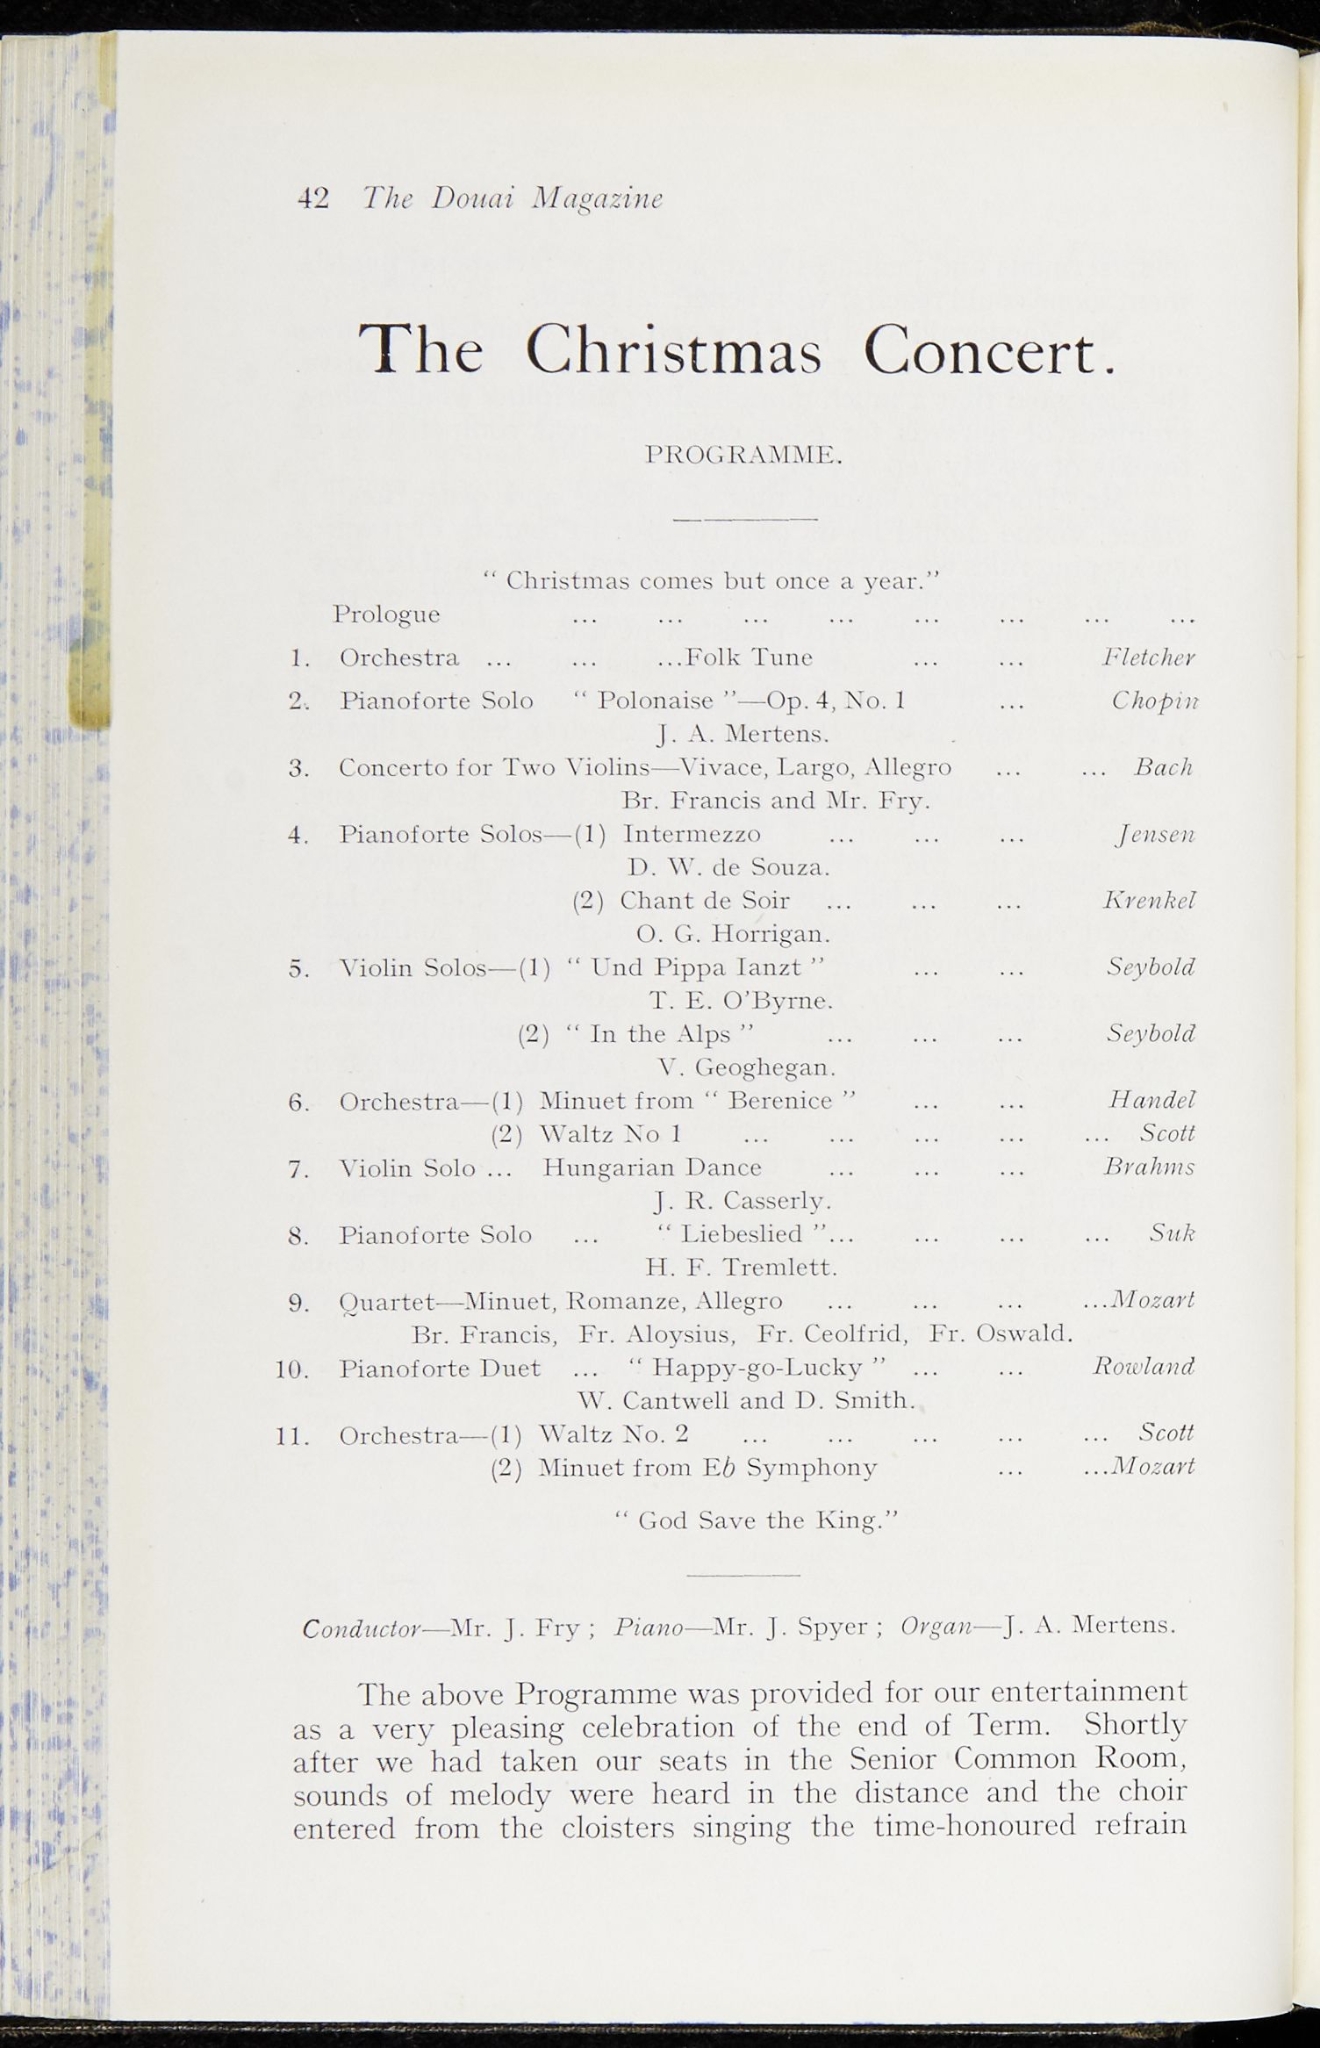 42 The Douai Magazine
The Christmas Concert.
PROGRAMME.
" Christmas comes but once a year."
Prologue ... ... ... ... ... ... ... ...
1. Orchestra ... ... ...Folk Tune ... ... Fletcher
2. Pianoforte Solo " Polonaise "—Op. 4, No. 1 ... Chopin
J. A. Mertens.
3. Concerto for Two Violins—Vivace, Largo, Allegro ... ... Bach
Br. Francis and Mr. Fry.
4. Pianoforte Solos—(1) Intermezzo ... ... ... Jensen
D. W. de Souza.
(2) Chant de Soir ... ... ... Krenkel
O. G. Horrigan.
5. Violin Solos—(1) " Und Pippa Ianzt " ... ... Seybold
T. E. O'Byrne.
(2) " In the Alps " ... ... ... Seybold
V. Geoghegan.
6. Orchestra—(1) Minuet from " Berenice " ... ... Handel
(2) Waltz No 1 ... ... ... ... ... Scott
7. Violin Solo ... Hungarian Dance ... ... ... Brahms
J. R. Casserly.
8. Pianoforte Solo ... " Liebeslied "... ... ... ... Suk
H. F. Tremlett.
9. Quartet—Minuet, Romanze, Allegro ... ... ... ...Mozart
Br. Francis, Fr. Aloysius, Fr. Ceolfrid, Fr. Oswald.
10. Pianoforte Duet ... " Happy-go-Lucky " ... ... Rowland
W. Cantwell and D. Smith.
11. Orchestra—(1) Waltz No. 2 ... ... ... ... ... Scott
(2) Minuet from Eb Symphony ... ...Mozart
" God Save the King."
Conductor—Mr. J. Fry ; Piano—Mr. J. Spyer ; Organ—J. A. Mertens.
The above Programme was provided for our entertainment
as a very pleasing celebration of the end of Term. Shortly
after we had taken our seats in the Senior Common Room,
sounds of melody were heard in the distance and the choir
entered from the cloisters singing the time-honoured refrain